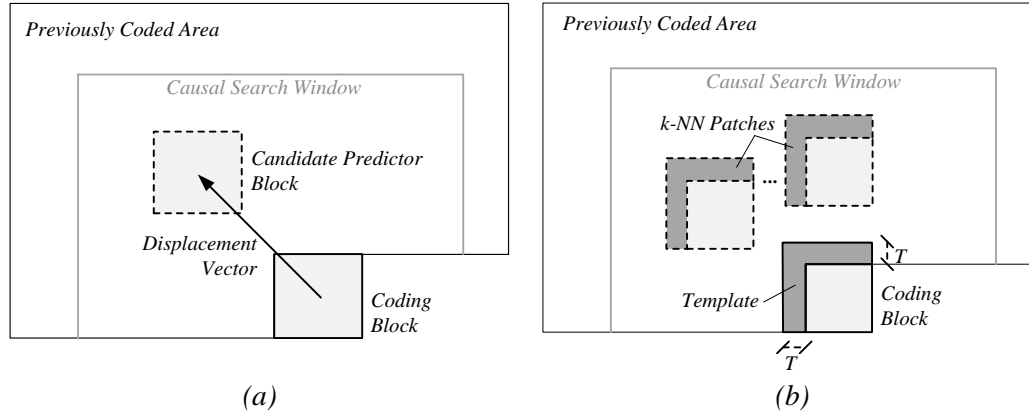 Previously Coded Area
Causal Search Window
Candidate Predictor
Block
Displacement
Vector
Coding
Block
(a)
Previously Coded Area
Causal Search Window
k-NN Patches
...
T
Template
Coding
Block
T
(b)